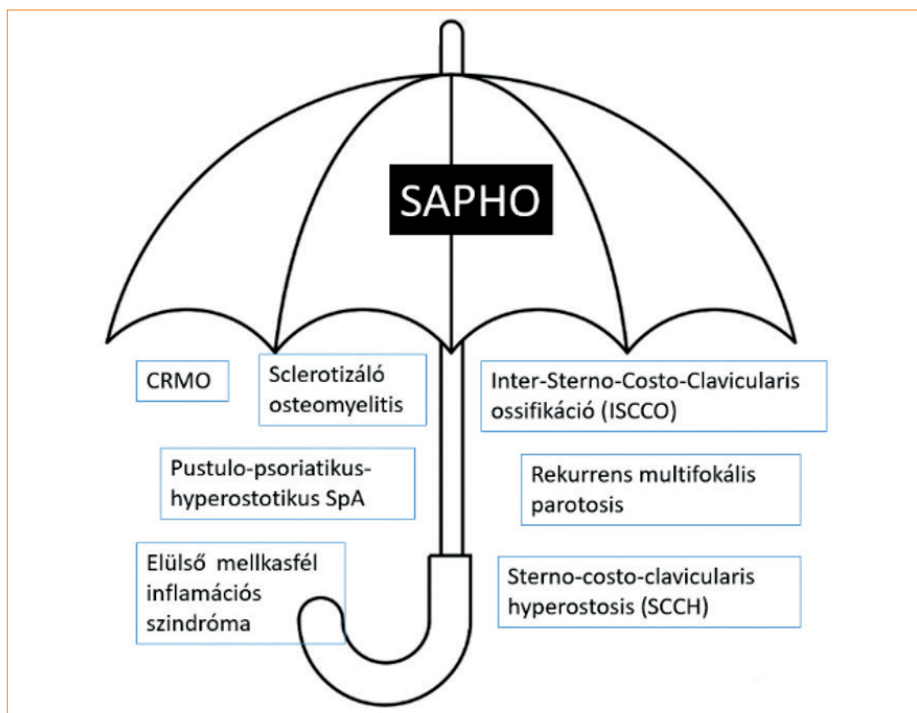 SAPHO
CRMO
Sclerotizáló
osteomyelitis
Inter-Sterno-Costo-Clavicularis
ossifikáció (ISCCO)
Pustulo-psoriatikus-
hyperostotikus SpA
Rekurrens multifokális
parotosis
Elülső mellkasfél
inflamációs
szindróma
Sterno-costo-clavicularis
hyperostosis (SCCH)